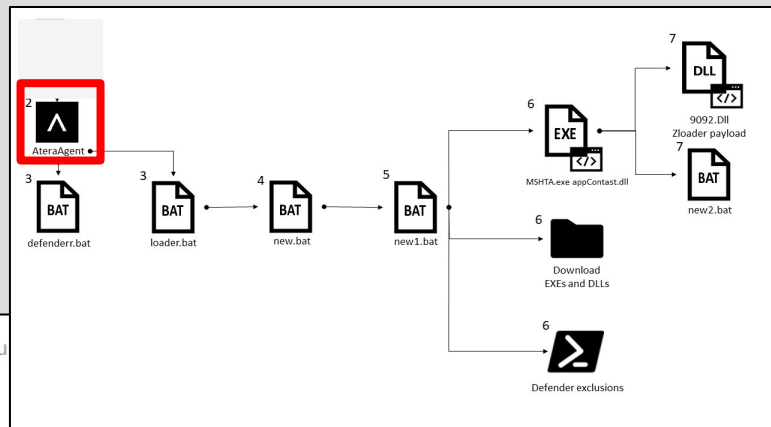 2
AteraAgent
3
BAT
defenderr.bat
3
BAT
loader.bat
4
BAT
new.bat
5
BAT
new1.bat
6
EXE
</>
MSHTA.exe appContast.dll
7
DLL
</>
9092.Dll
Zloader payload
7
BAT
new2.bat
6
Download
EXEs and DLLs
6
Defender exclusions